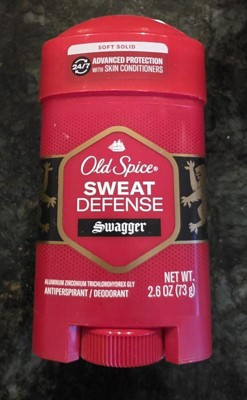 SOFT SOLID
24/7
ADVANCED PROTECTION
WITH SKIN CONDITIONERS
Old Spice®
SWEAT
DEFENSE
Swagger
ALUMINUM ZIRCONIUM TRICHLOROHYDREX GLY
ANTIPERSPIRANT / DEODORANT
NET WT.
2.6 OZ (73 g)